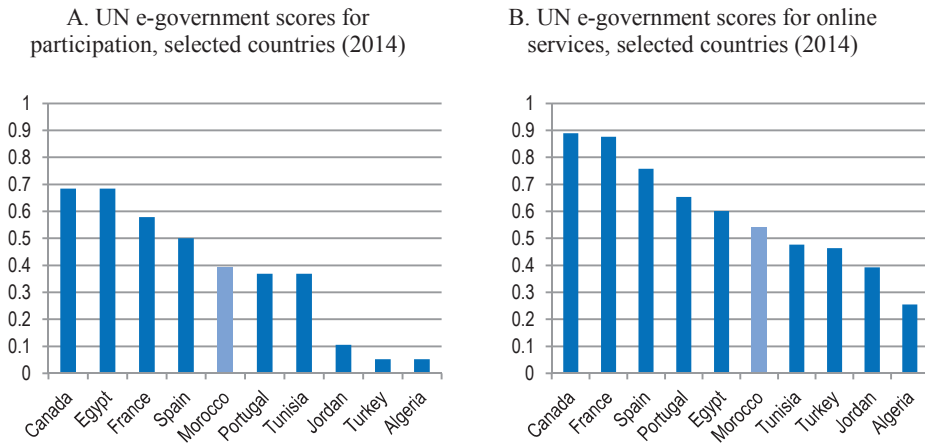 A. UN e-government scores for
participation, selected countries (2014)
1
0.9
0.8
0.7
0.6
0.5
0.4
0.3
0.2
0.1
0
Canada
Egypt
France
Spain
Morocco
Portugal
Tunisia
Jordan
Turkey
Algeria
B. UN e-government scores for online
services, selected countries (2014)
1
0.9
0.8
0.7
0.6
0.5
0.4
0.3
0.2
0.1
0
Canada
France
Spain
Portugal
Egypt
Morocco
Tunisia
Turkey
Jordan
Algeria